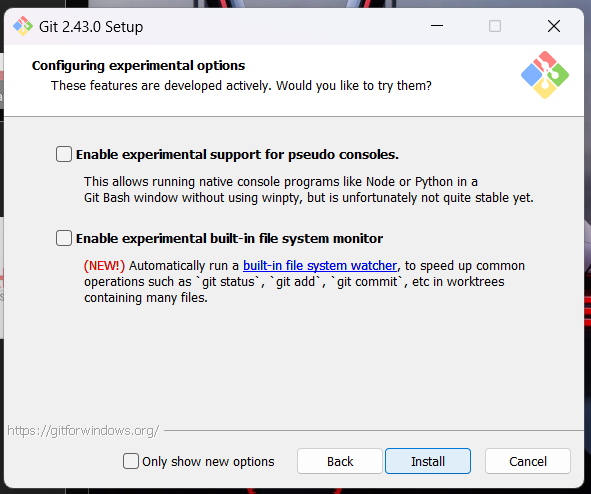 Git 2.43.0 Setup
Configuring experimental options
These features are developed actively. Would you like to try them?
Enable experimental support for pseudo consoles.
This allows running native console programs like Node or Python in a
Git Bash window without using winpty, but is unfortunately not quite stable yet.
Enable experimental built-in file system monitor
(NEW!) Automatically run a built-in file system watcher, to speed up common
operations such as `git status`, `git add`, `git commit`, etc in worktrees
containing many files.
https://gitforwindows.org/
Only show new options
Back
Install
Cancel